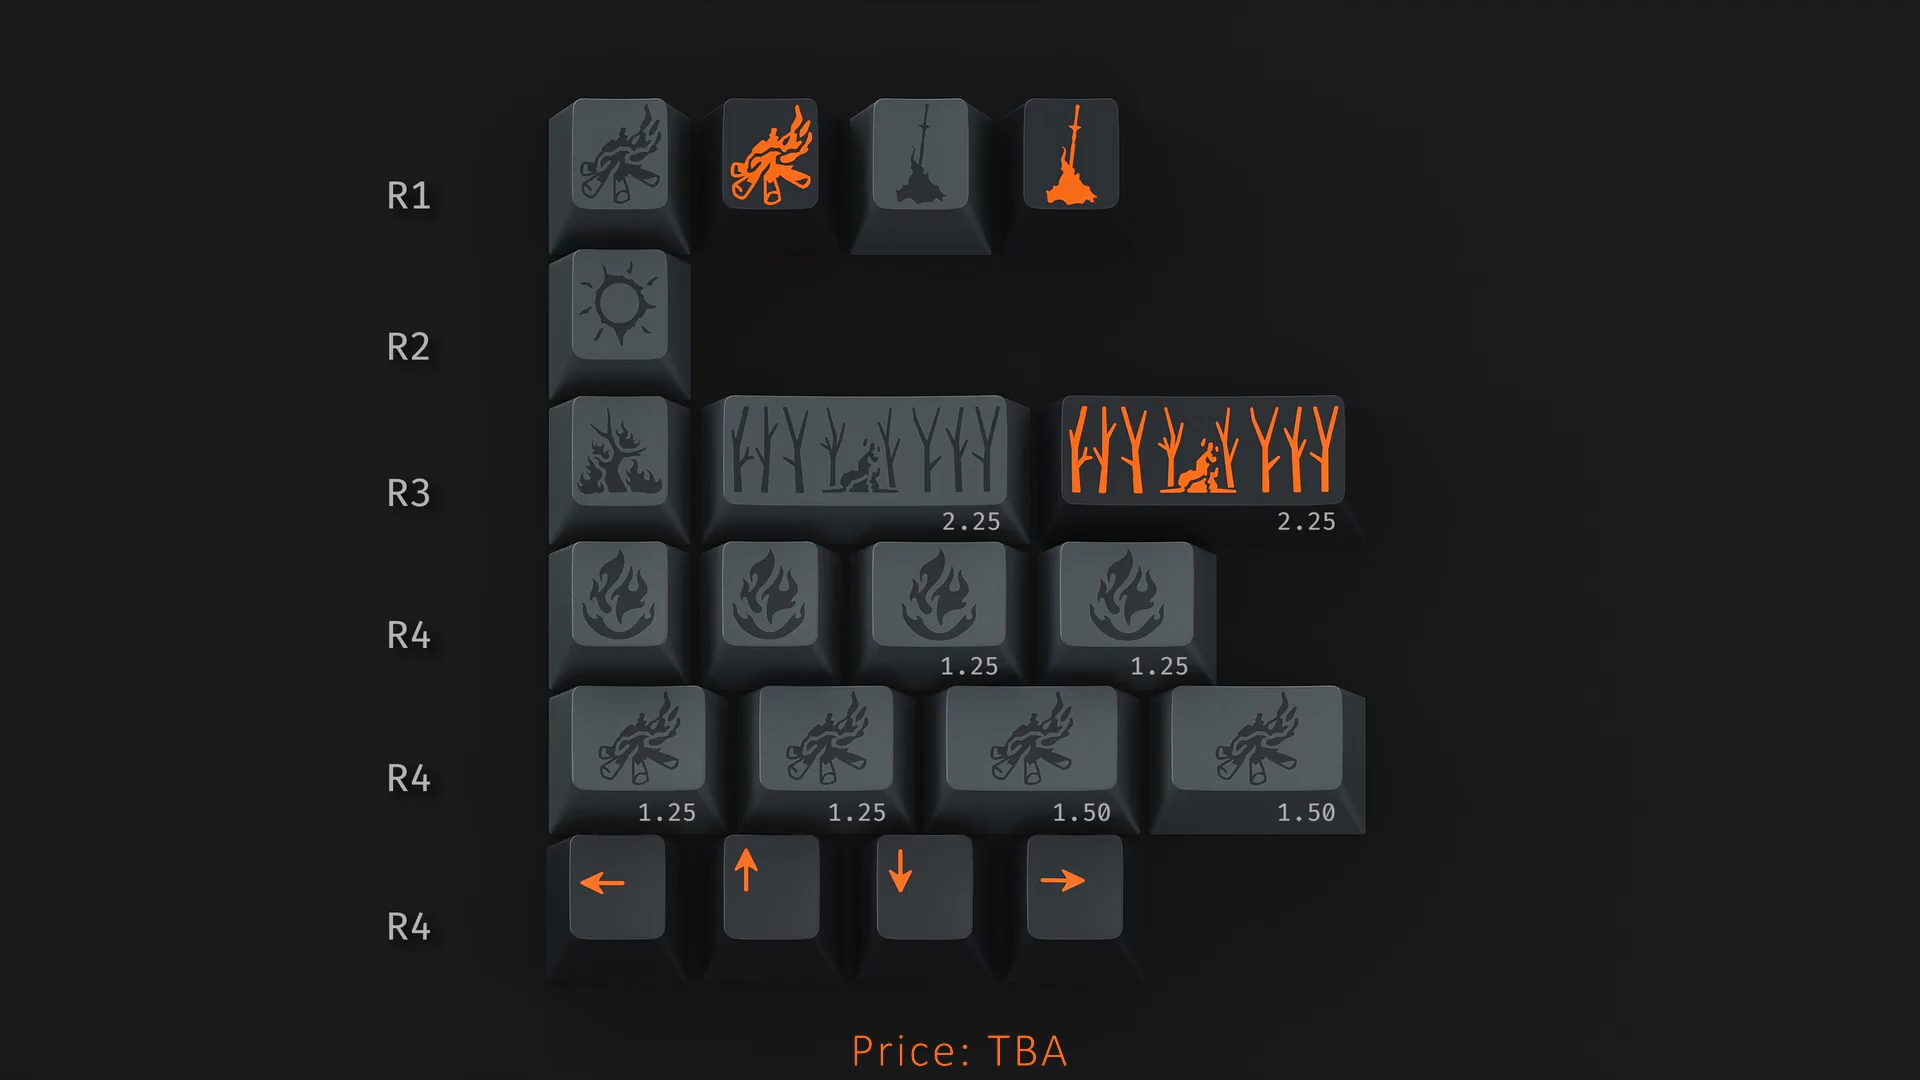 R1
R2
R3
2.25 2.25
R4
1.25 1.25
R4
1.25 1.25 1.50 1.50
R4
← ↑ ↓ →
Price: TBA